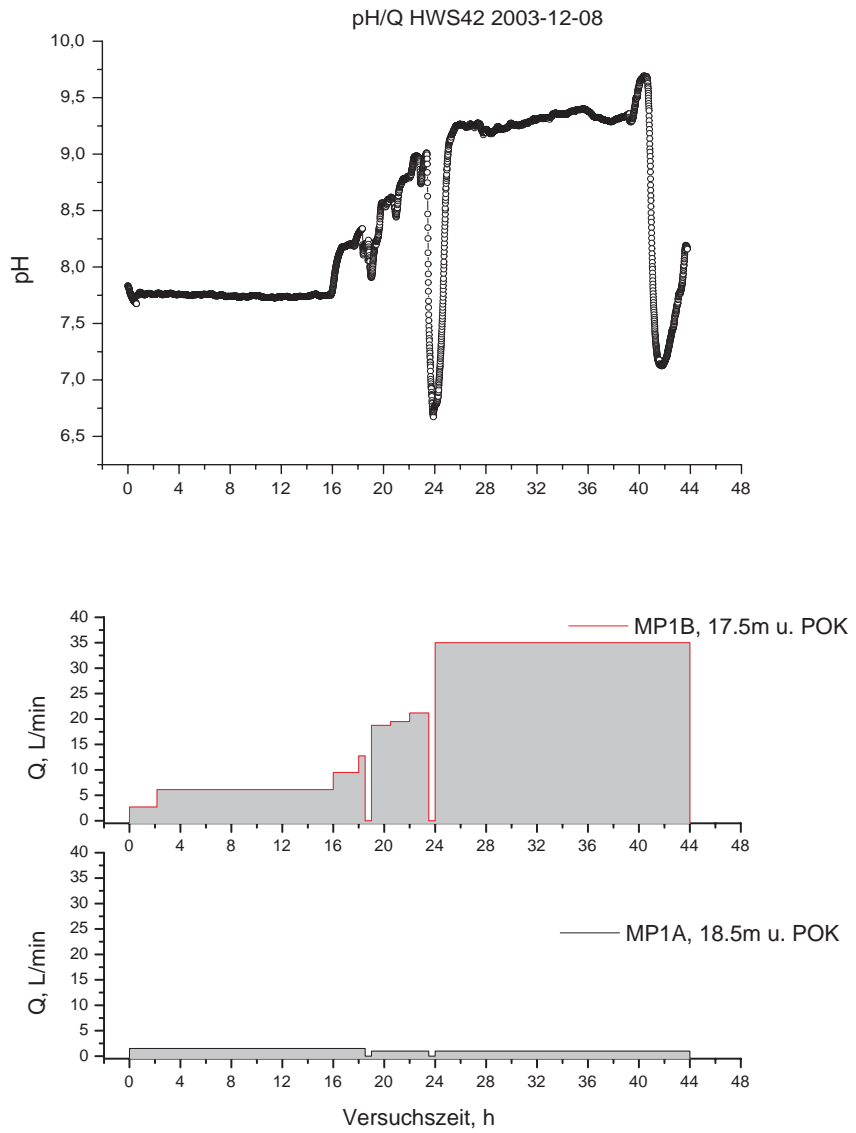 pH/Q HWS42 2003-12-08
10,0
9,5
9,0
8,5
8,0
7,5
7,0
6,5
pH
0 4 8 12 16 20 24 28 32 36 40 44 48
40
35
30
25
20
15
10
5
0
Q, L/min
MP1B, 17.5m u. POK
0 4 8 12 16 20 24 28 32 36 40 44 48
40
35
30
25
20
15
10
5
0
Q, L/min
MP1A, 18.5m u. POK
0 4 8 12 16 20 24 28 32 36 40 44 48
Versuchszeit, h